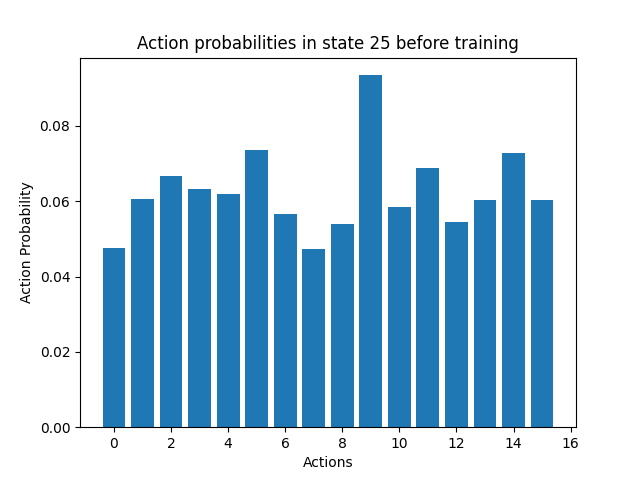 Action probabilities in state 25 before training
Action Probability
0.08
0.06
0.04
0.02
0.00
0 2 4 6 8 10 12 14 16
Actions